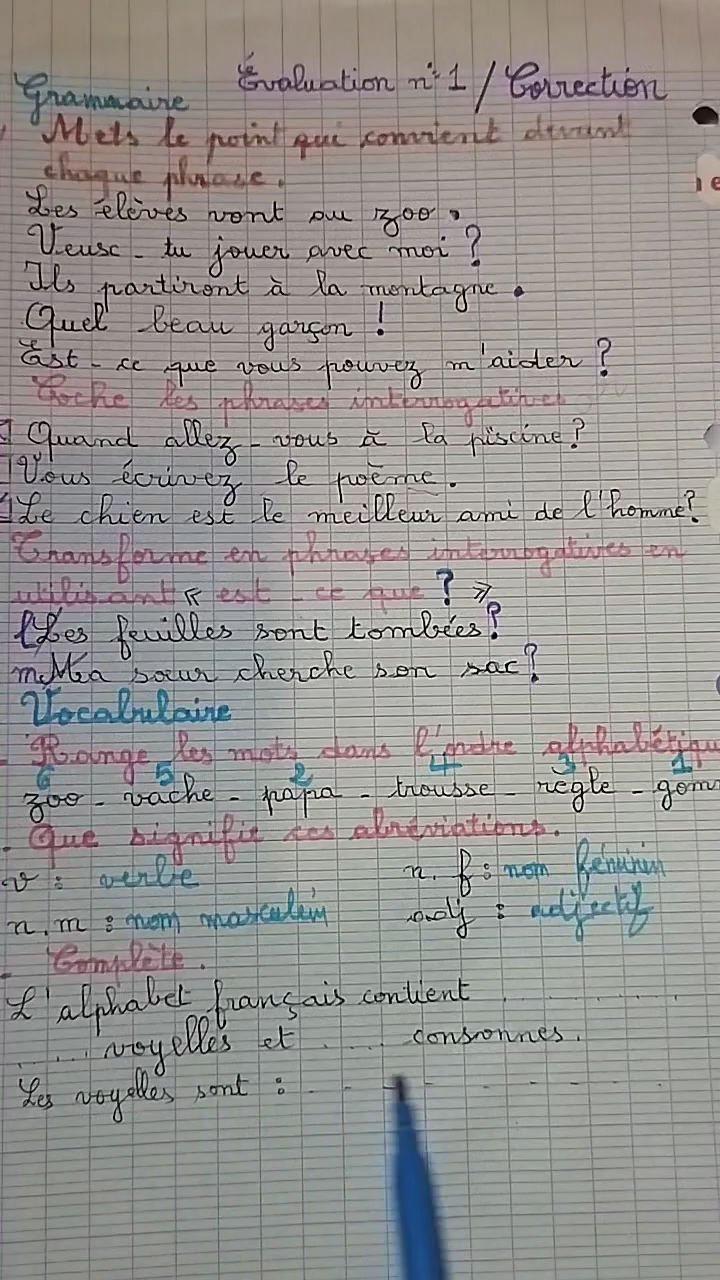 Évaluation n° 1 / Correction
Grammaire
Mets le point qui convient devant
chaque phrase.
Les élèves vont au zoo.
Veux-tu jouer avec moi ?
Ils partiront à la montagne.
Quel beau garçon !
Est-ce que vous pouvez m'aider ?
Coche les phrases interrogatives
Quand allez-vous à la piscine ?
Vous écrivez le poème.
Le chien est le meilleur ami de l'homme ?
Transforme en phrases interrogatives en
utilisant « est-ce que ? »
Les feuilles sont tombées ?
Ma sœur cherche son sac ?
Vocabulaire
- Range les mots dans l'ordre alphabétiqu
6 5 2 4 3 1
zoo - vache - papa - trousse - règle - gom
- Que signifie ces abréviations.
v : verbe n.f : nom féminin
n.m : nom masculin adj : adjectif
- Complète.
L'alphabet français contient ..........
..... voyelles et ..... consonnes.
Les voyelles sont : - - - - - - -